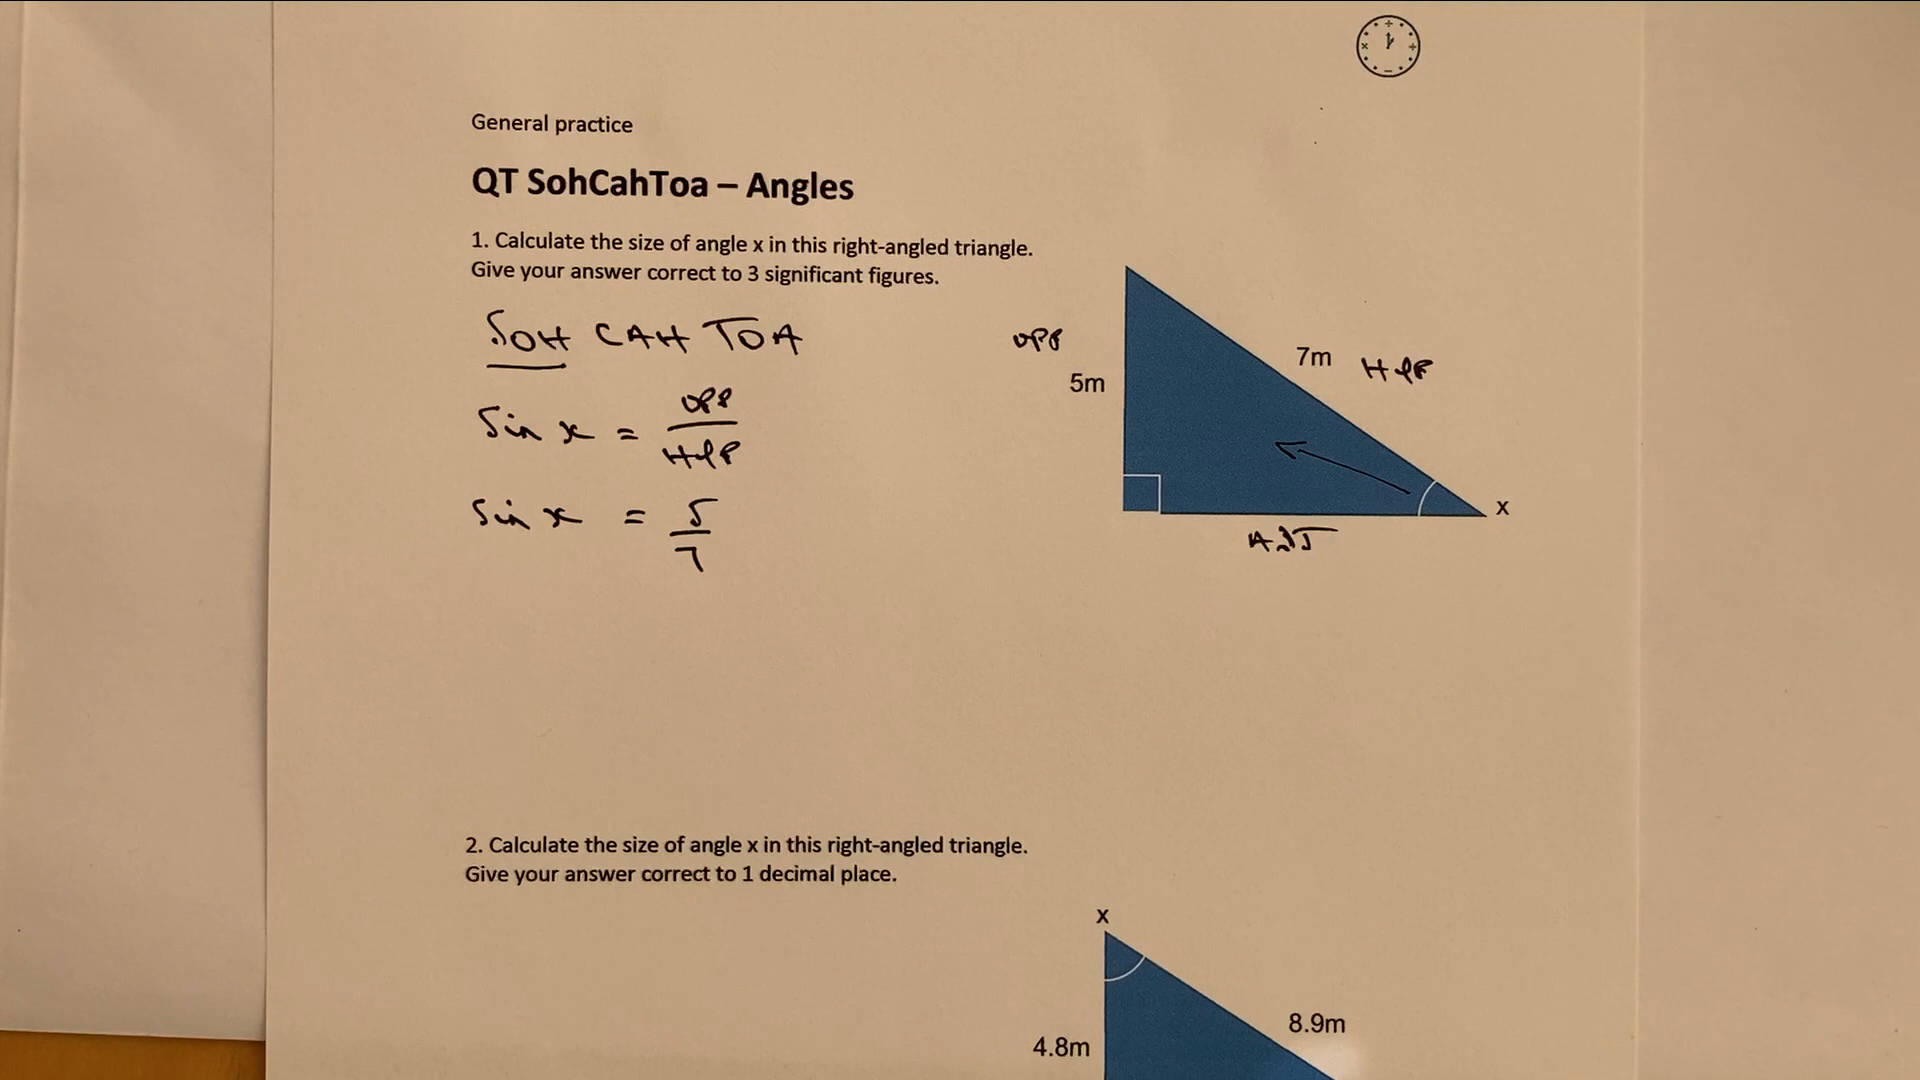 General practice
QT SohCahToa – Angles
1. Calculate the size of angle x in this right-angled triangle.
Give your answer correct to 3 significant figures.
SOH CAH TOA
Sin x = OPP
HYP
Sin x = 5
7
OPP
5m
7m HYP
x
ADJ
2. Calculate the size of angle x in this right-angled triangle.
Give your answer correct to 1 decimal place.
x
8.9m
4.8m